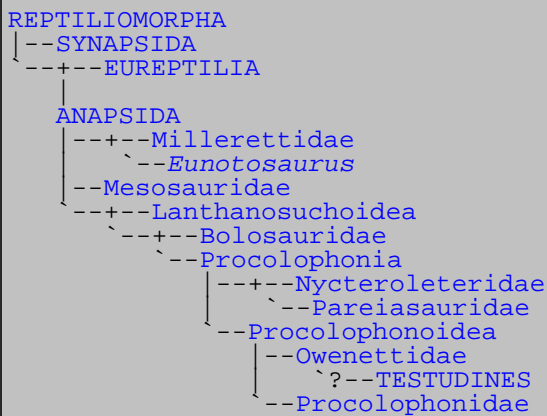 REPTILIOMORPHA
|--SYNAPSIDA
`--+--EUREPTILIA
   |
   ANAPSIDA
   |--+--Millerettidae
   |  `--Eunotosaurus
   |--Mesosauridae
   `--+--Lanthanosuchoidea
      `--+--Bolosauridae
         `--Procolophonia
            |--+--Nycteroleteridae
            |  `--Pareiasauridae
            `--Procolophonoidea
               |--Owenettidae
               |   `?--TESTUDINES
               `--Procolophonidae